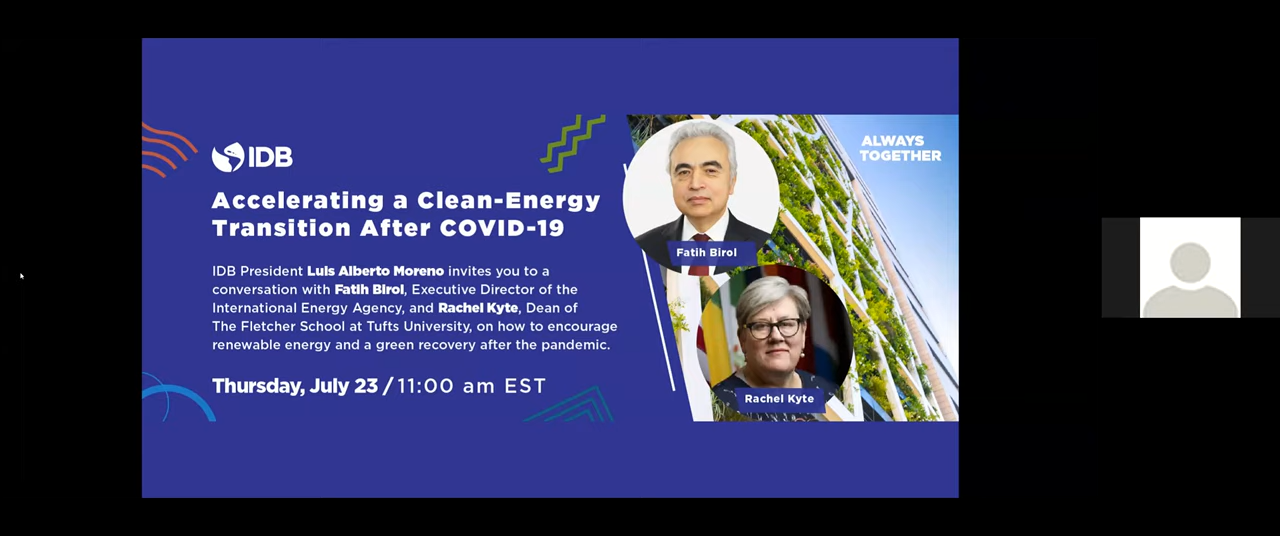 IDB
Accelerating a Clean-Energy
Transition After COVID-19
IDB President Luis Alberto Moreno invites you to a
conversation with Fatih Birol, Executive Director of the
International Energy Agency, and Rachel Kyte, Dean of
The Fletcher School at Tufts University, on how to encourage
renewable energy and a green recovery after the pandemic.
Thursday, July 23 / 11:00 am EST
ALWAYS
TOGETHER
Fatih Birol
Rachel Kyte